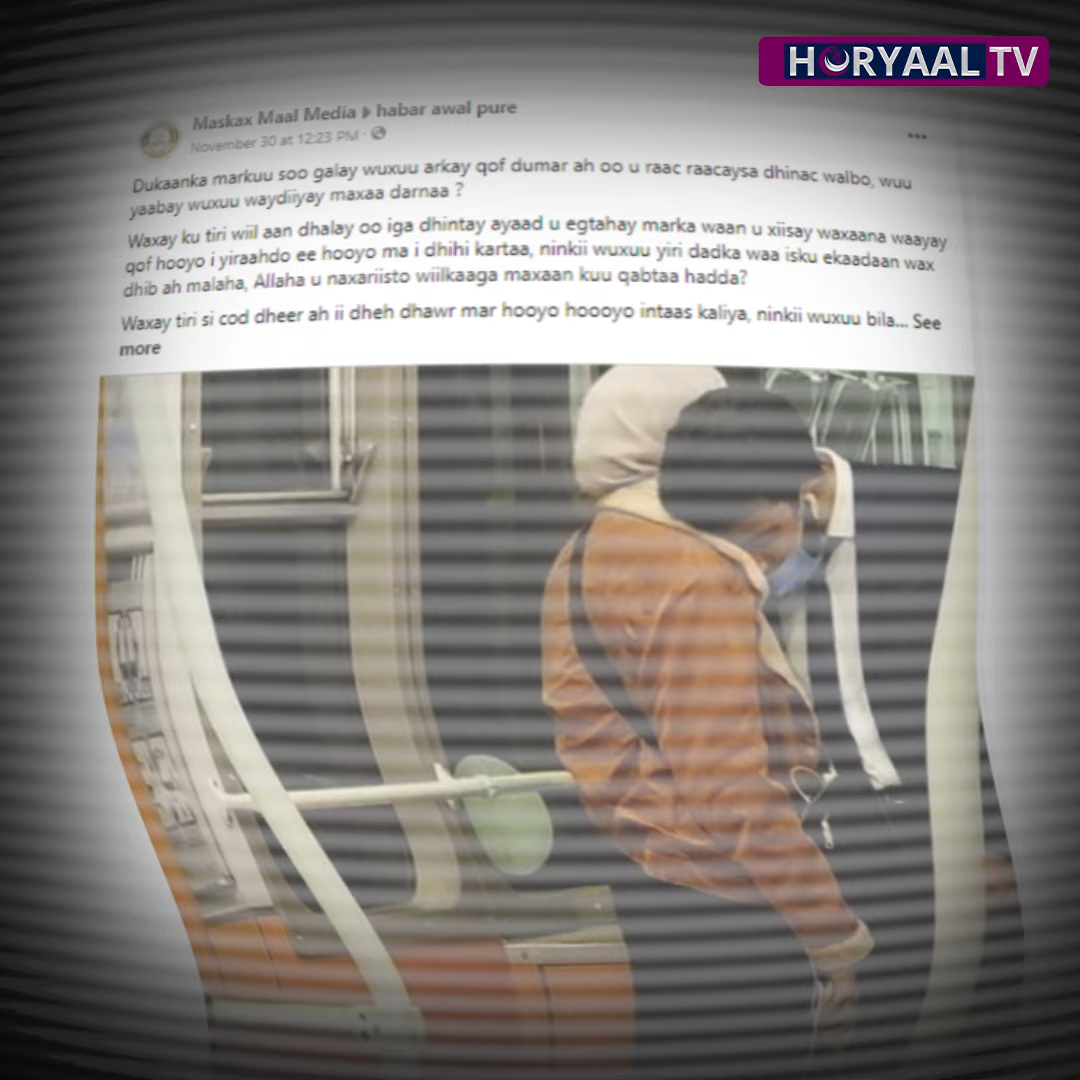 HORYAAL TV
Maskax Maal Media ▸ habar awal pure
November 30 at 12:23 PM ·
Dukaanka markuu soo galay wuxuu arkay qof dumar ah oo u raac raacaysa dhinac walbo, wuu
yaabay wuxuu waydiiyay maxaa darnaa ?
Waxay ku tiri wiil aan dhalay oo iga dhintay ayaad u egtahay marka waan u xiisay waxaana waayay
qof hooyo i yiraahdo ee hooyo ma i dhihi kartaa, ninkii wuxuu yiri dadka waa isku ekaadaan wax
dhib ah malaha, Allaha u naxariisto wiilkaaga maxaan kuu qabtaa hadda?
Waxay tiri si cod dheer ah ii dheh dhawr mar hooyo hoooyo intaas kaliya, ninkii wuxuu bila... See
more